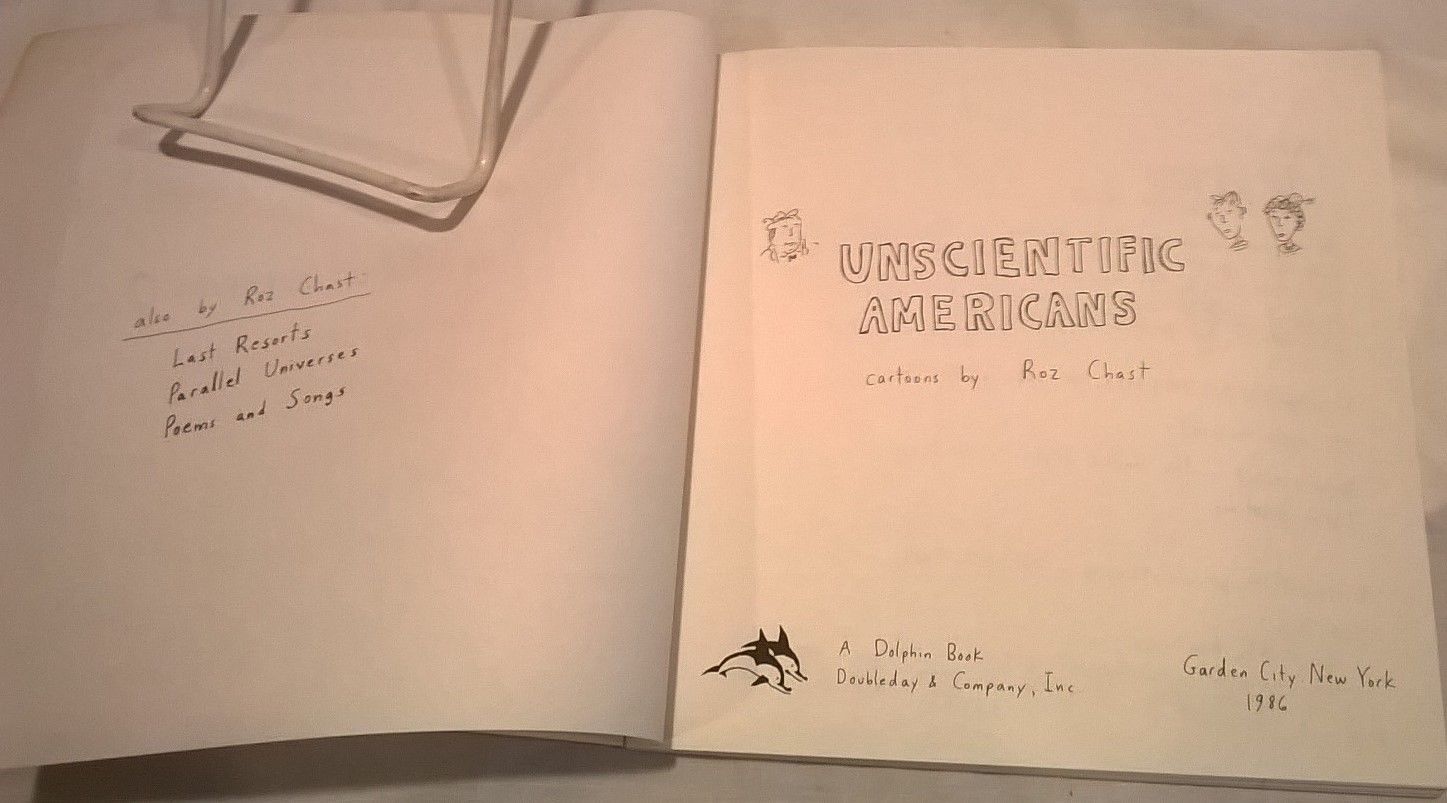 also by Roz Chast
Last Resorts
Parallel Universes
Poems and Songs
UNSCIENTIFIC
AMERICANS
cartoons by Roz Chast
A Dolphin Book
Doubleday & Company, Inc
Garden City New York
1986